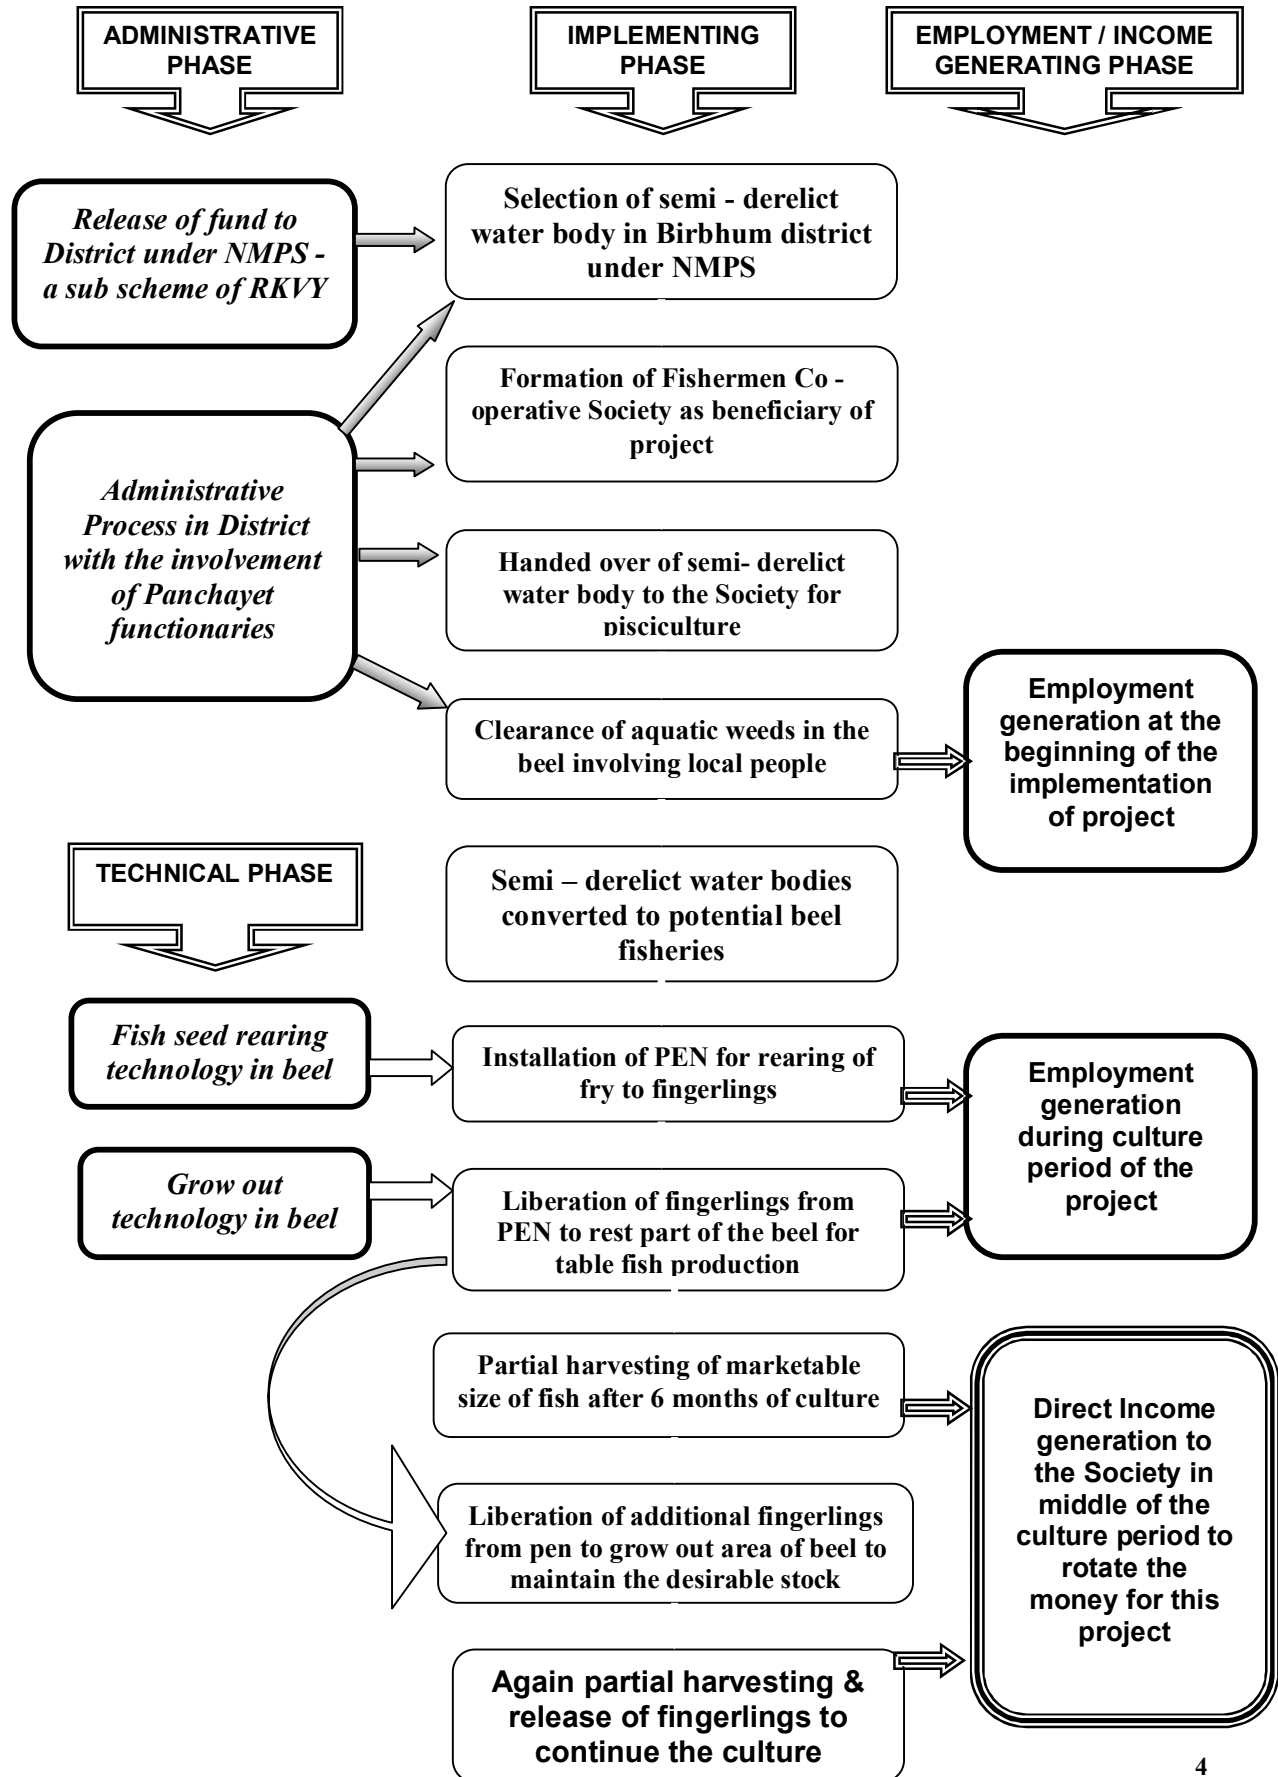 ADMINISTRATIVE
PHASE
IMPLEMENTING
PHASE
EMPLOYMENT / INCOME
GENERATING PHASE
Release of fund to
District under NMPS -
a sub scheme of RKVY
Selection of semi - derelict
water body in Birbhum district
under NMPS
Formation of Fishermen Co -
operative Society as beneficiary of
project
Administrative
Process in District
with the involvement
of Panchayet
functionaries
Handed over of semi- derelict
water body to the Society for
pisciculture
Clearance of aquatic weeds in the
beel involving local people
Employment
generation at the
beginning of the
implementation
of project
TECHNICAL PHASE
Semi – derelict water bodies
converted to potential beel
fisheries
Fish seed rearing
technology in beel
Installation of PEN for rearing of
fry to fingerlings
Employment
generation
during culture
period of the
project
Grow out
technology in beel
Liberation of fingerlings from
PEN to rest part of the beel for
table fish production
Partial harvesting of marketable
size of fish after 6 months of culture
Direct Income
generation to
the Society in
middle of the
culture period to
rotate the
money for this
project
Liberation of additional fingerlings
from pen to grow out area of beel to
maintain the desirable stock
Again partial harvesting &
release of fingerlings to
continue the culture
4